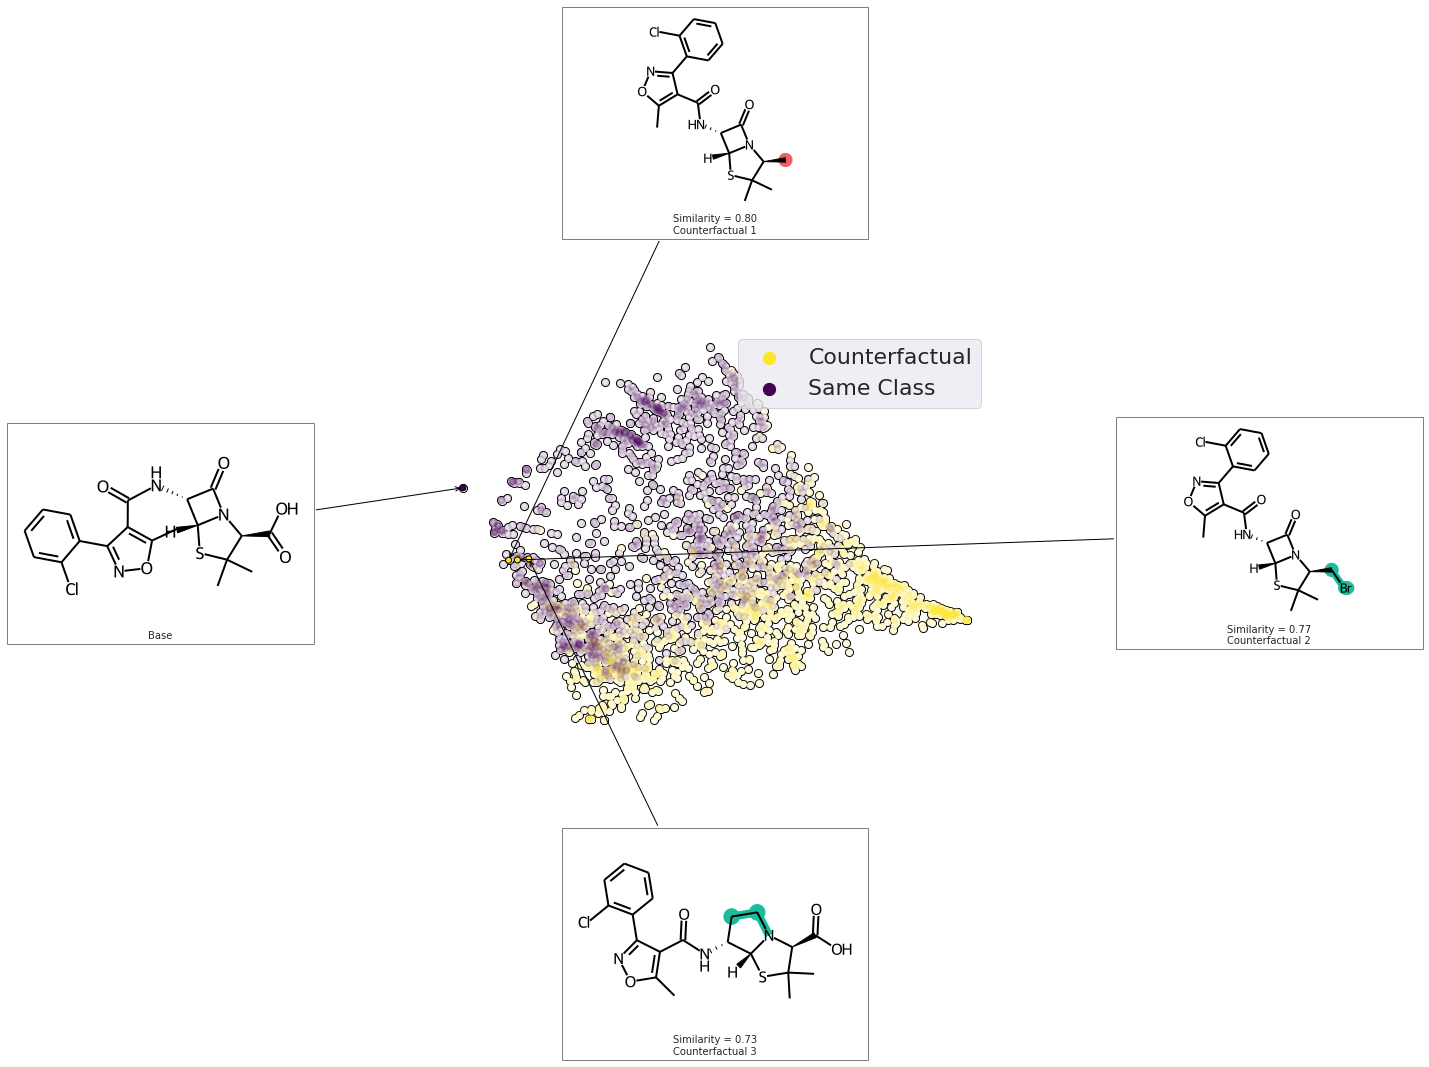 Cl
N
O
O
HN
O
N
H
S
Similarity = 0.80
Counterfactual 1
Counterfactual
Same Class
O
H
N
O
OH
N
H
O
S
N
O
Cl
Base
Cl
N
O
O
HN
O
N
H
S
Br
Similarity = 0.77
Counterfactual 2
Cl
O
O
N
N
H
N
OH
O
H
S
Similarity = 0.73
Counterfactual 3